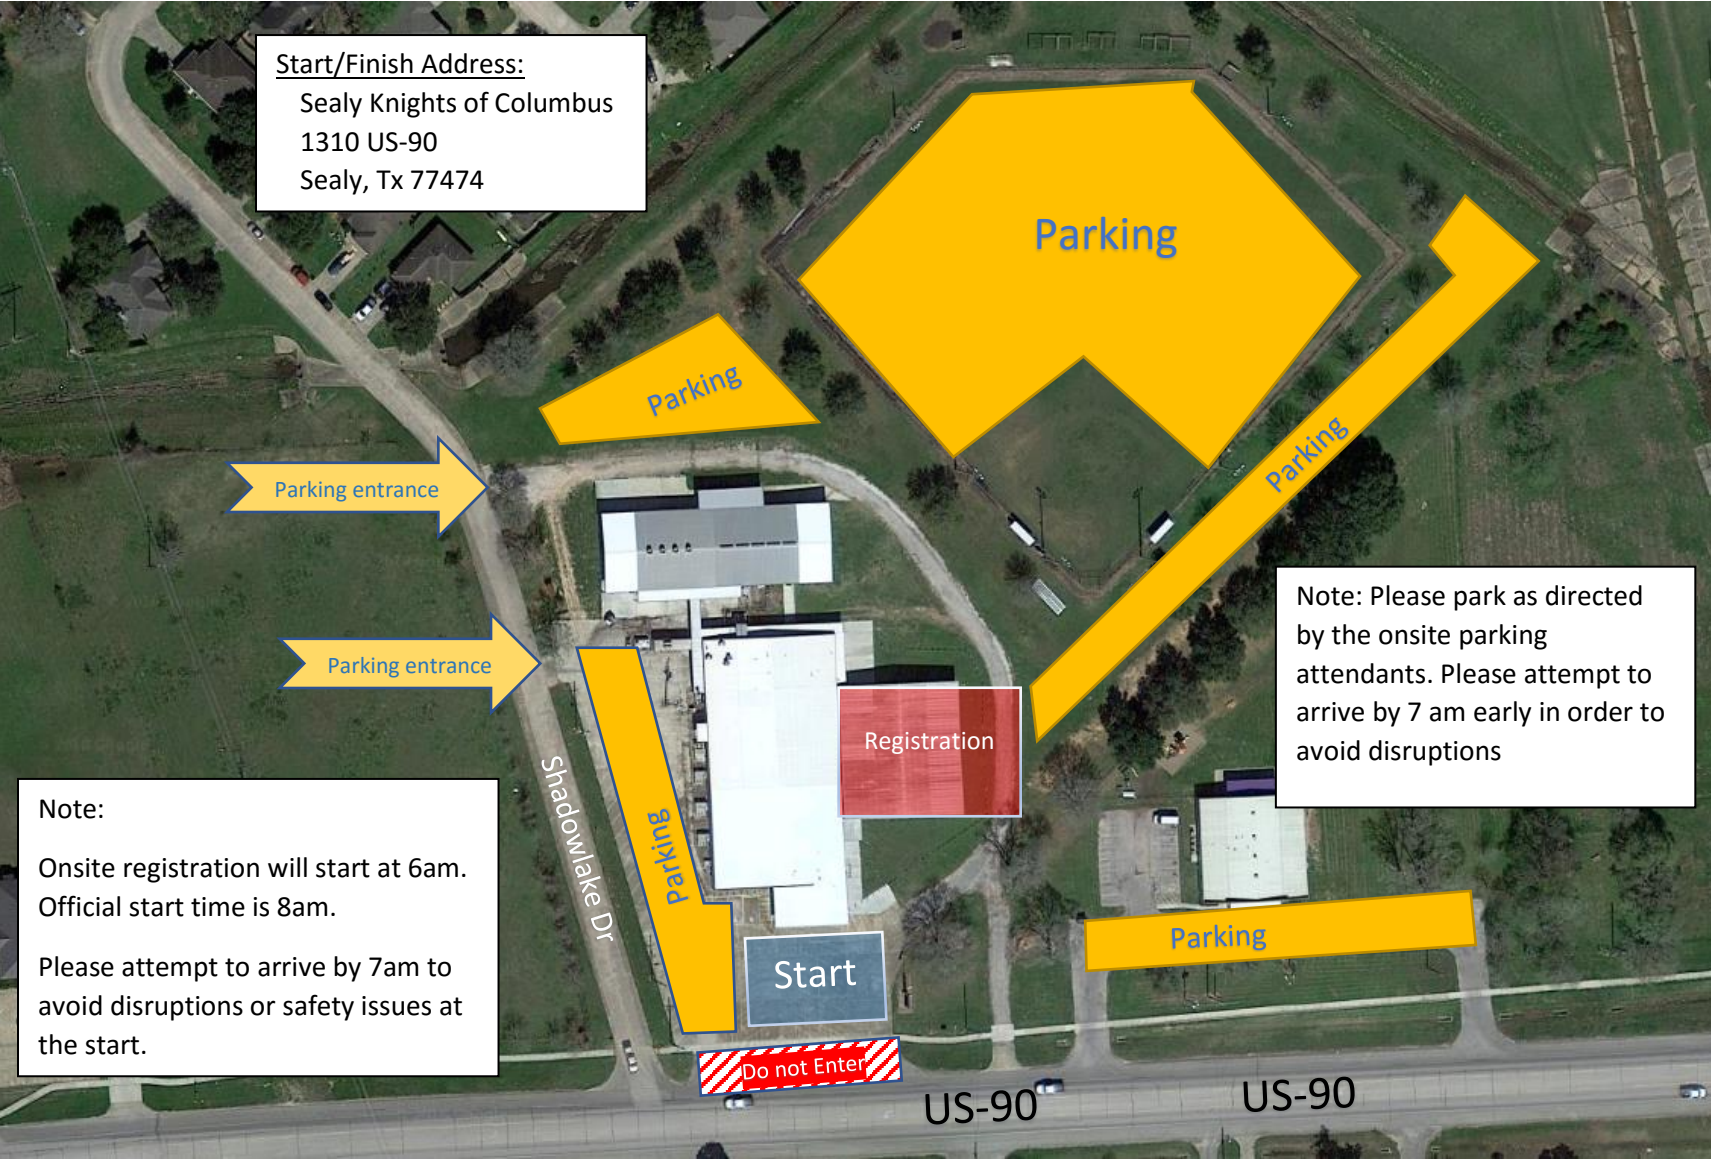 Start/Finish Address:
Sealy Knights of Columbus
1310 US-90
Sealy, Tx 77474
Parking
Parking
Parking
Parking entrance
Parking entrance
Registration
Note: Please park as directed
by the onsite parking
attendants. Please attempt to
arrive by 7 am early in order to
avoid disruptions
Shadowlake Dr
Parking
Note:
Onsite registration will start at 6am.
Official start time is 8am.
Please attempt to arrive by 7am to
avoid disruptions or safety issues at
the start.
Start
Parking
Do not Enter
US-90
US-90